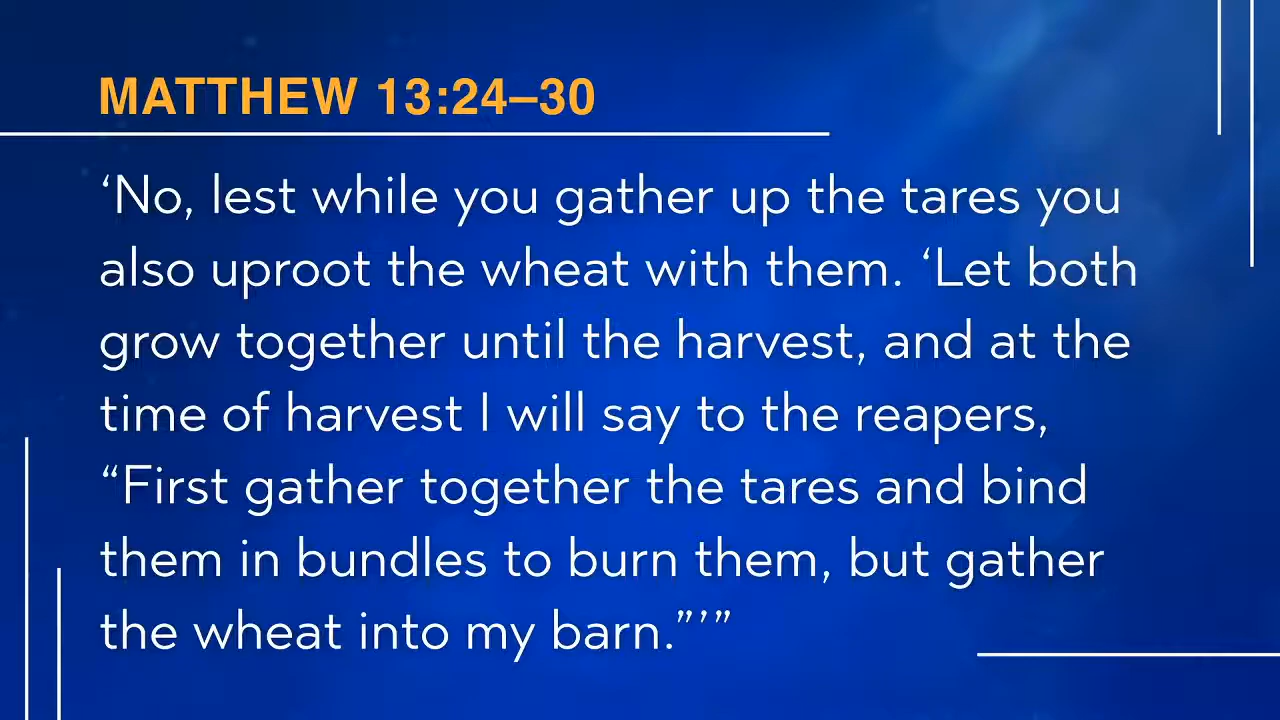 MATTHEW 13:24–30
‘No, lest while you gather up the tares you
also uproot the wheat with them. ‘Let both
grow together until the harvest, and at the
time of harvest I will say to the reapers,
“First gather together the tares and bind
them in bundles to burn them, but gather
the wheat into my barn.”’”